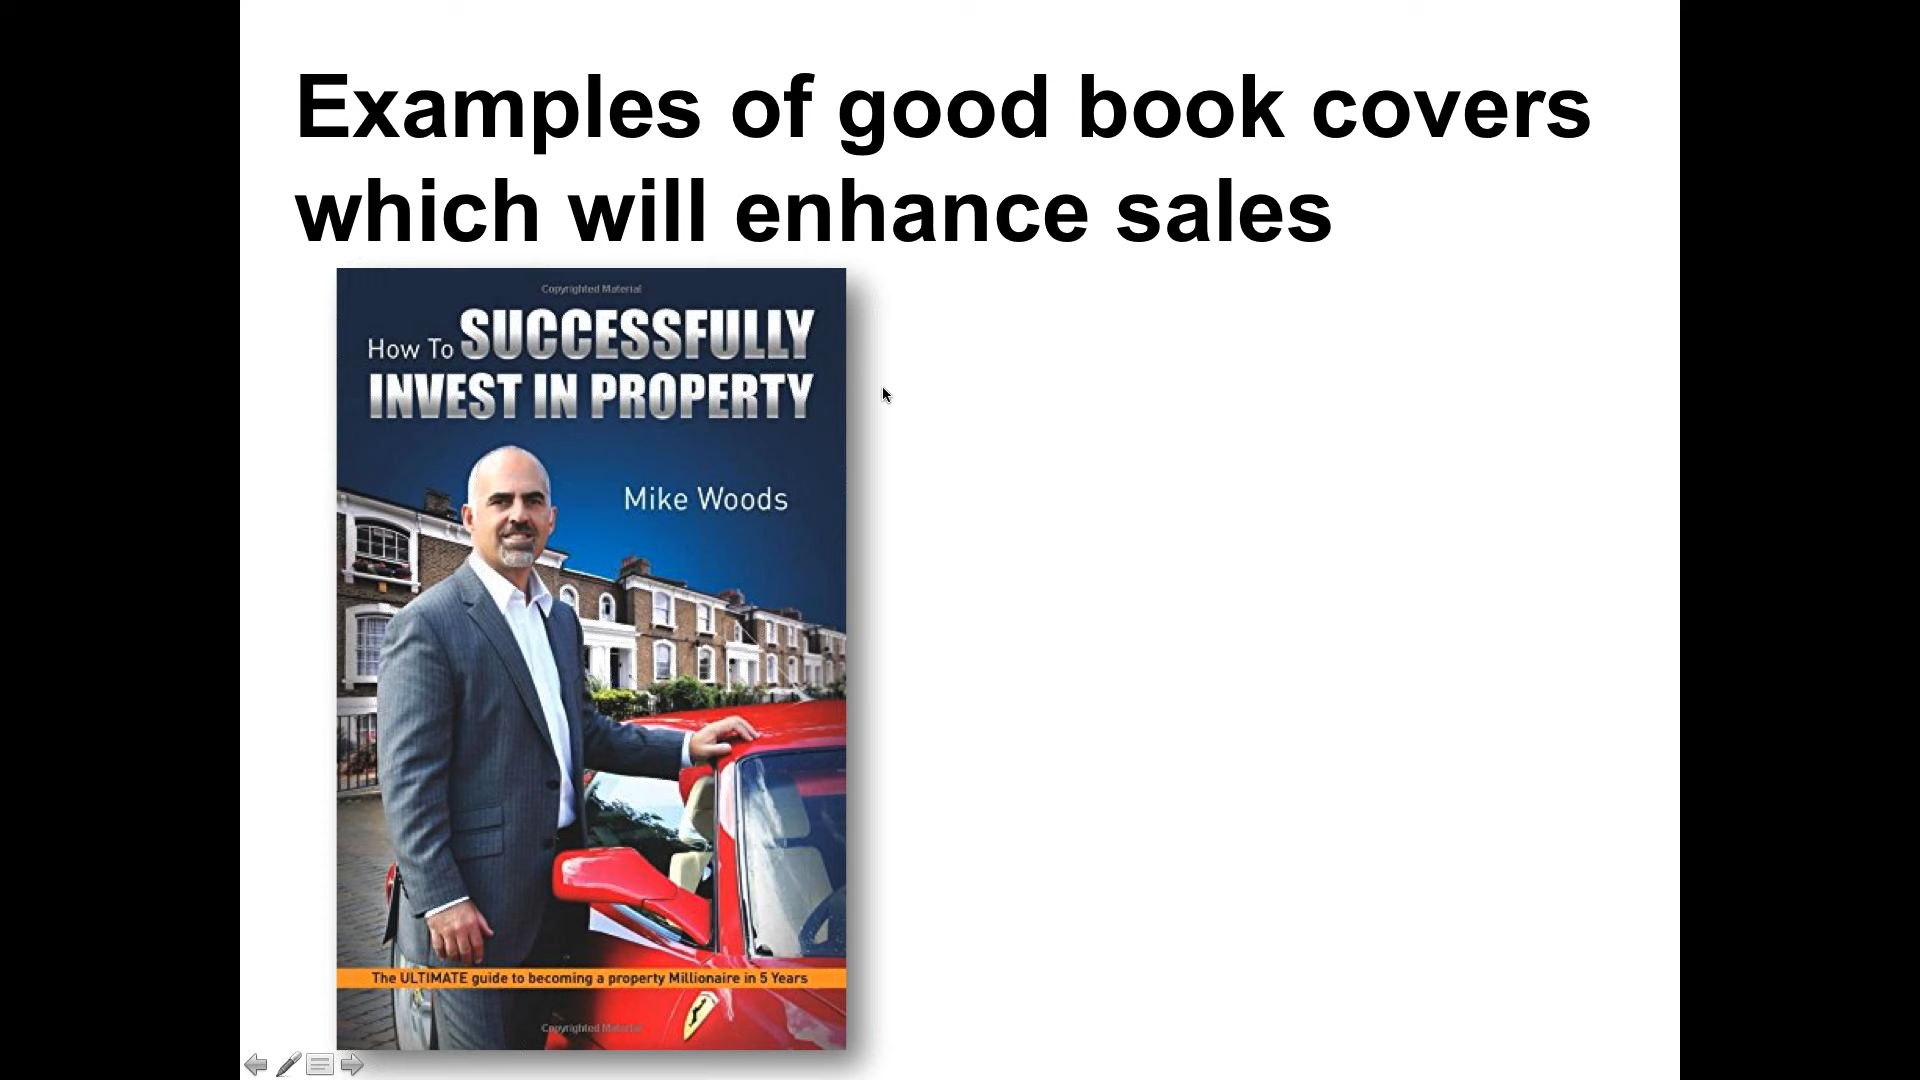 Examples of good book covers
which will enhance sales
Copyrighted Material
How To SUCCESSFULLY
INVEST IN PROPERTY
Mike Woods
The ULTIMATE guide to becoming a property Millionaire in 5 Years
Copyrighted Material